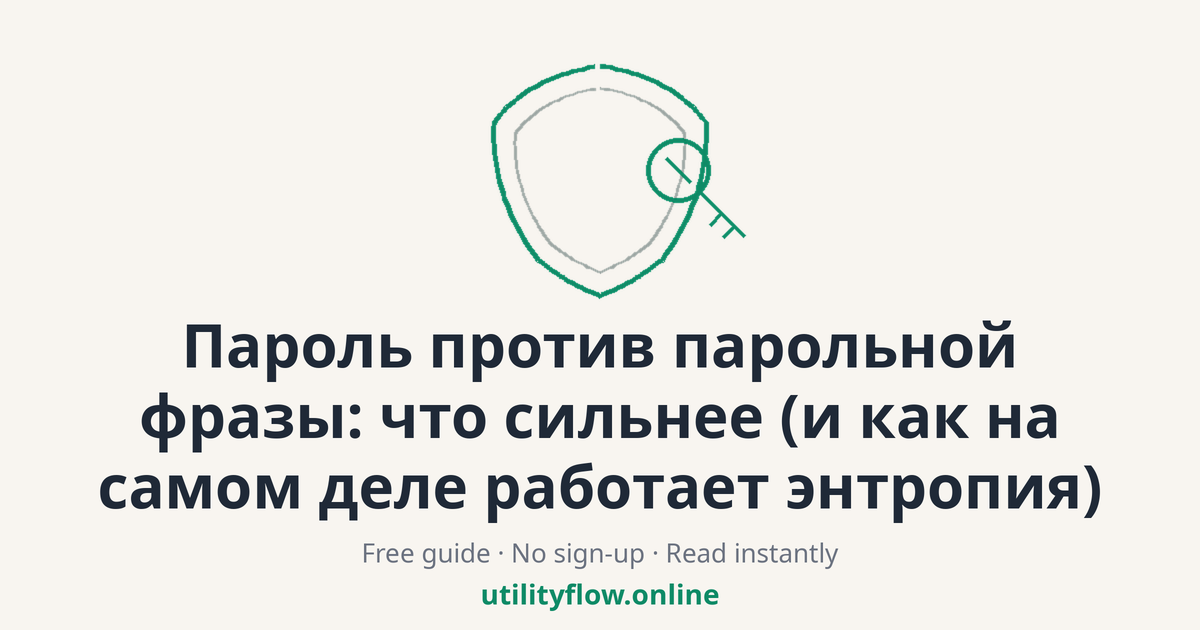 Пароль против парольной
фразы: что сильнее (и как на
самом деле работает энтропия)
Free guide · No sign-up · Read instantly
utilityflow.online